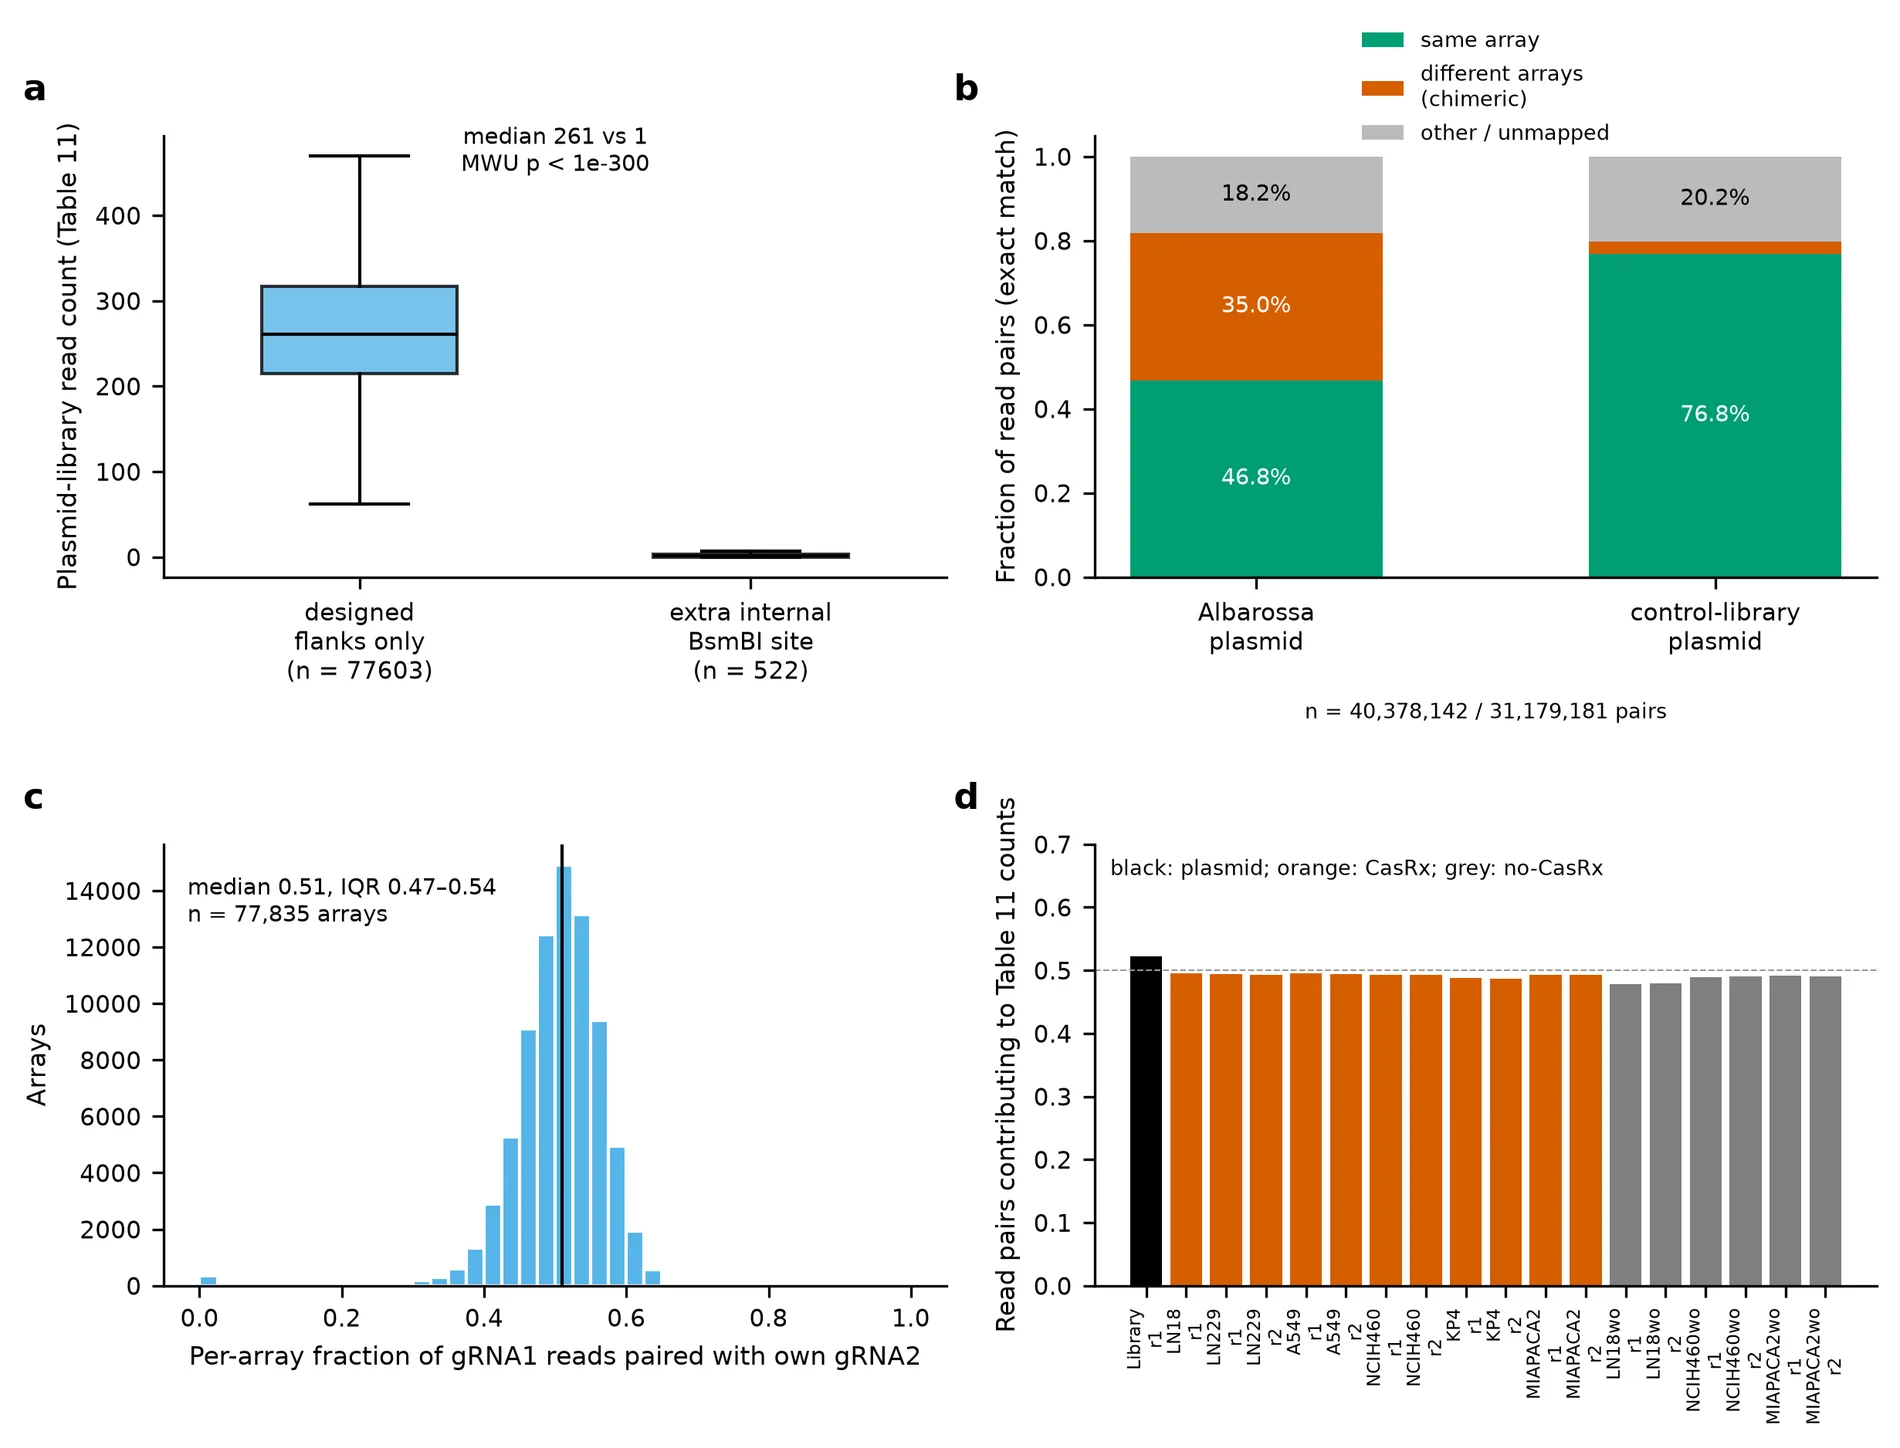 a
Plasmid-library read count (Table 11)
400
300
200
100
0
median 261 vs 1
MWU p < 1e-300
designed
flanks only
(n = 77603)
extra internal
BsmBI site
(n = 522)
b
same array
different arrays
(chimeric)
other / unmapped
Fraction of read pairs (exact match)
1.0
0.8
0.6
0.4
0.2
0.0
18.2%
35.0%
46.8%
20.2%
76.8%
Albarossa
plasmid
control-library
plasmid
n = 40,378,142 / 31,179,181 pairs
c
Arrays
14000
12000
10000
8000
6000
4000
2000
0
median 0.51, IQR 0.47–0.54
n = 77,835 arrays
0.0
0.2
0.4
0.6
0.8
1.0
Per-array fraction of gRNA1 reads paired with own gRNA2
d
Read pairs contributing to Table 11 counts
0.7
0.6
0.5
0.4
0.3
0.2
0.1
0.0
black: plasmid; orange: CasRx; grey: no-CasRx
Library
r1
LN18
r1
LN229
r1
LN229
r2
A549
r1
A549
r2
NCIH460
r1
NCIH460
r2
KP4
r1
KP4
r2
MIAPACA2
r1
MIAPACA2
r2
LN18wo
r1
LN18wo
r2
NCIH460wo
r1
NCIH460wo
r2
MIAPACA2wo
r1
MIAPACA2wo
r2